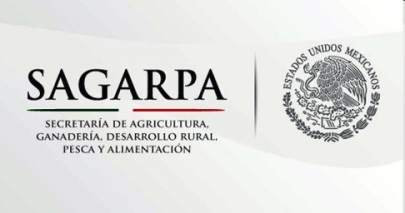 SAGARPA
SECRETARÍA DE AGRICULTURA,
GANADERÍA, DESARROLLO RURAL,
PESCA Y ALIMENTACIÓN
ESTADOS UNIDOS MEXICANOS